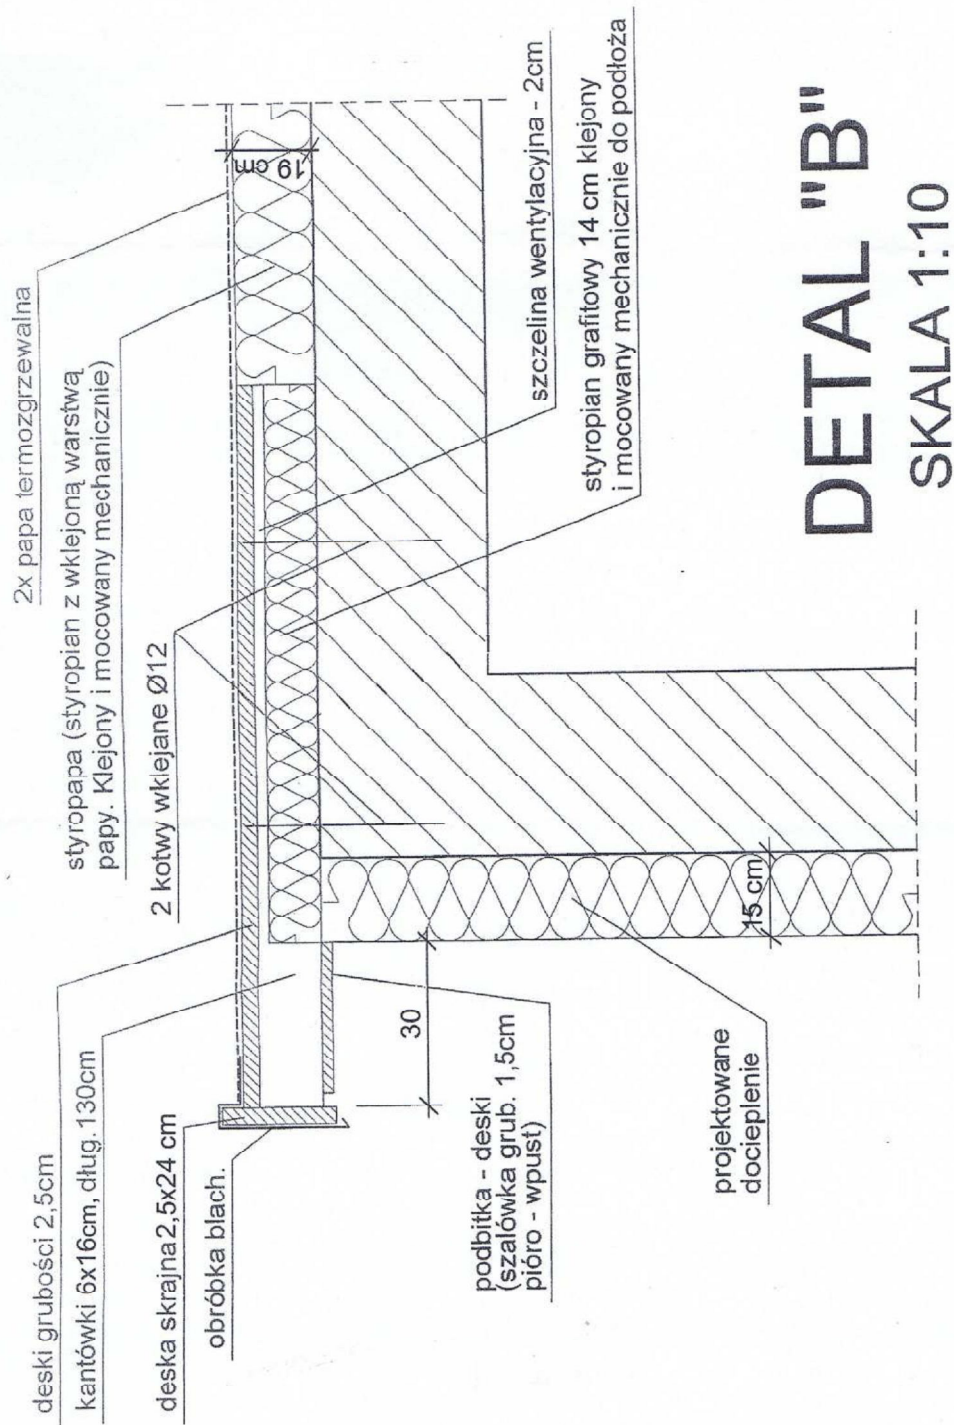 2x papa termozgrzewalna
styropapa (styropian z wklejoną warstwą
papy. Klejony i mocowany mechanicznie)
2 kotwy wklejane Ø12
deski grubości 2,5cm
kantówki 6x16cm, dług. 130cm
deska skrajna 2,5x24 cm
obróbka blach.
19 cm
30
15 cm
podbitka - deski
(szalówka grub. 1,5cm
pióro - wpust)
projektowane
docieplenie
szczelina wentylacyjna - 2cm
styropian grafitowy 14 cm klejony
i mocowany mechanicznie do podłoża
DETAL "B"
SKALA 1:10